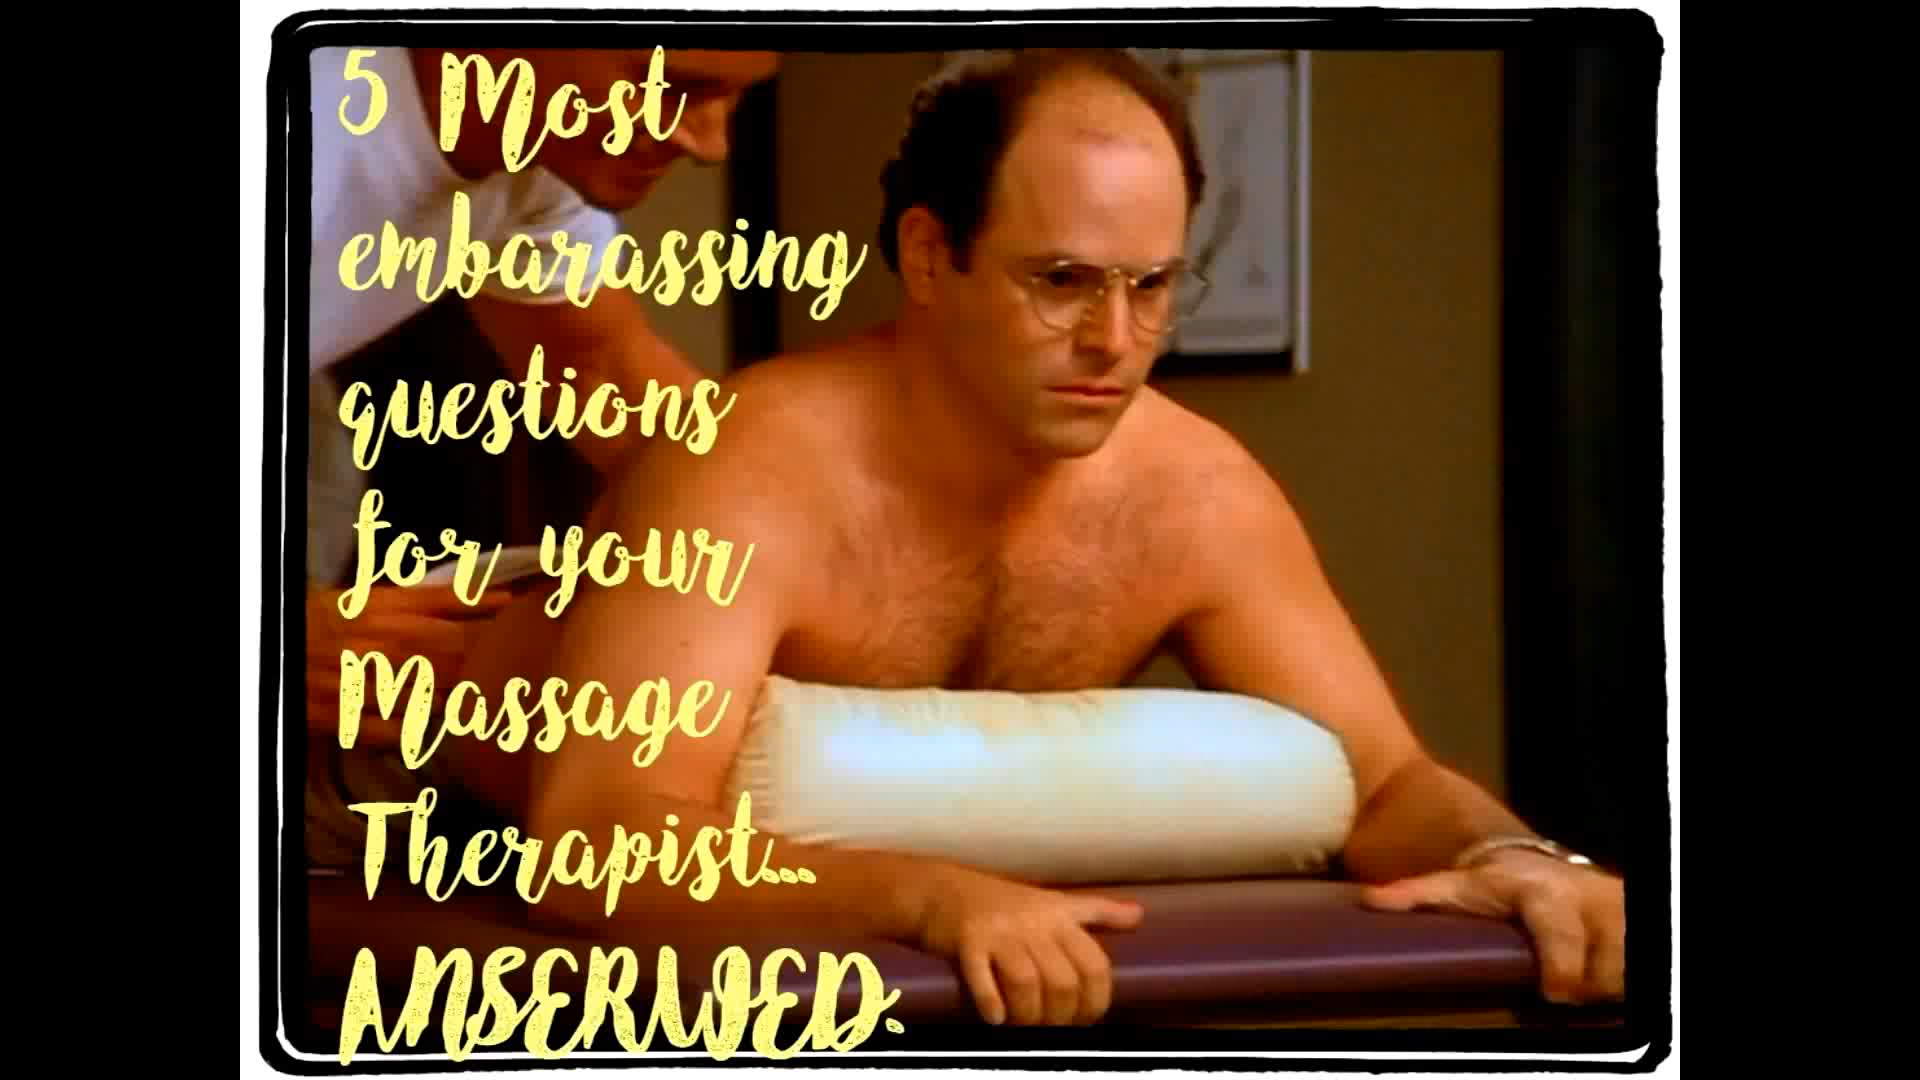 5 Most
embarassing
questions
for your
Massage
Therapist...
ANSERWED.